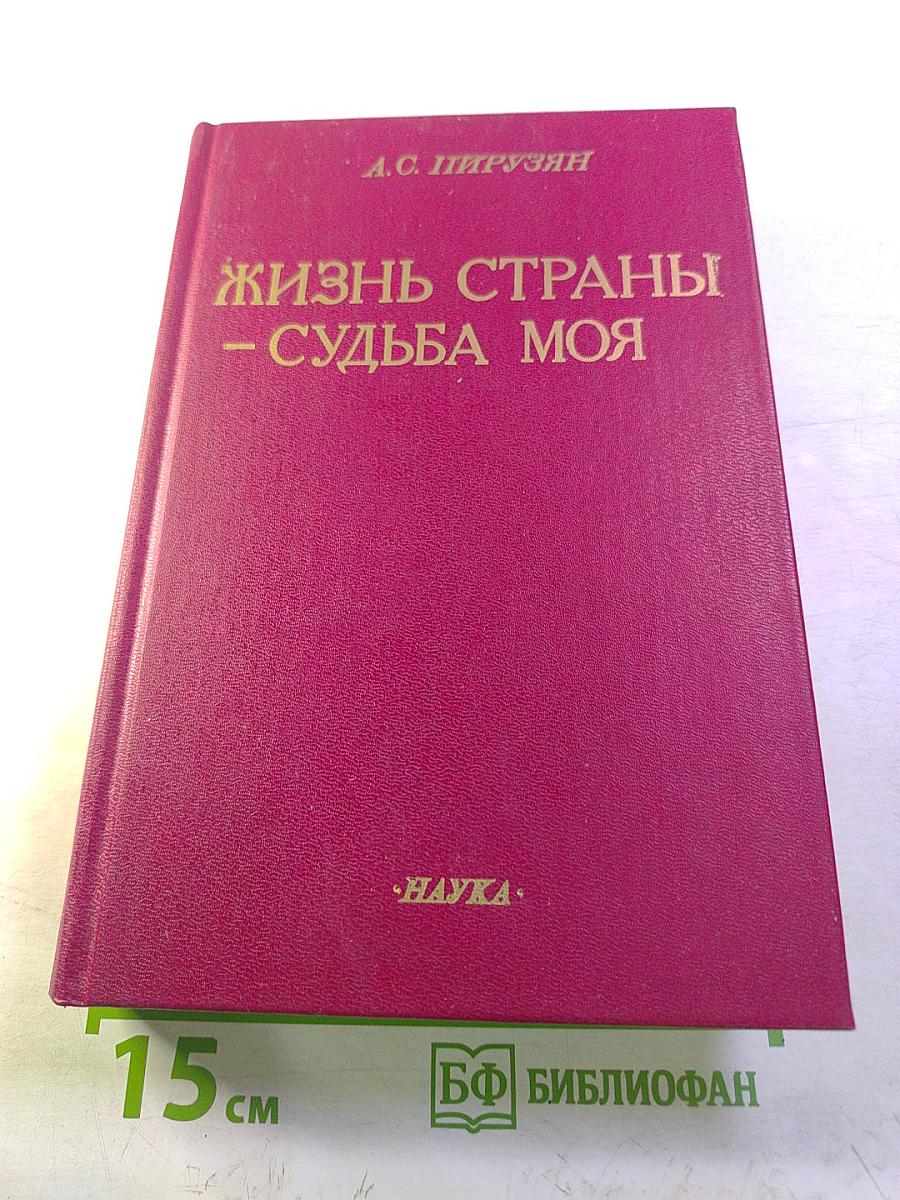 А.С. ПИРУЗЯН
ЖИЗНЬ СТРАНЫ
– СУДЬБА МОЯ
«НАУКА»
15 см
БФ БИБЛИОФАН